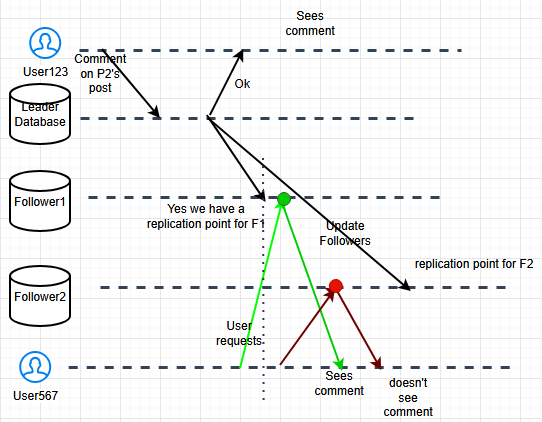 Sees
comment
User123
Comment
on P2's
post
Ok
Leader
Database
Follower1
Yes we have a
replication point for F1
Update
Followers
replication point for F2
Follower2
User
requests
User567
Sees
comment
doesn't
see
comment